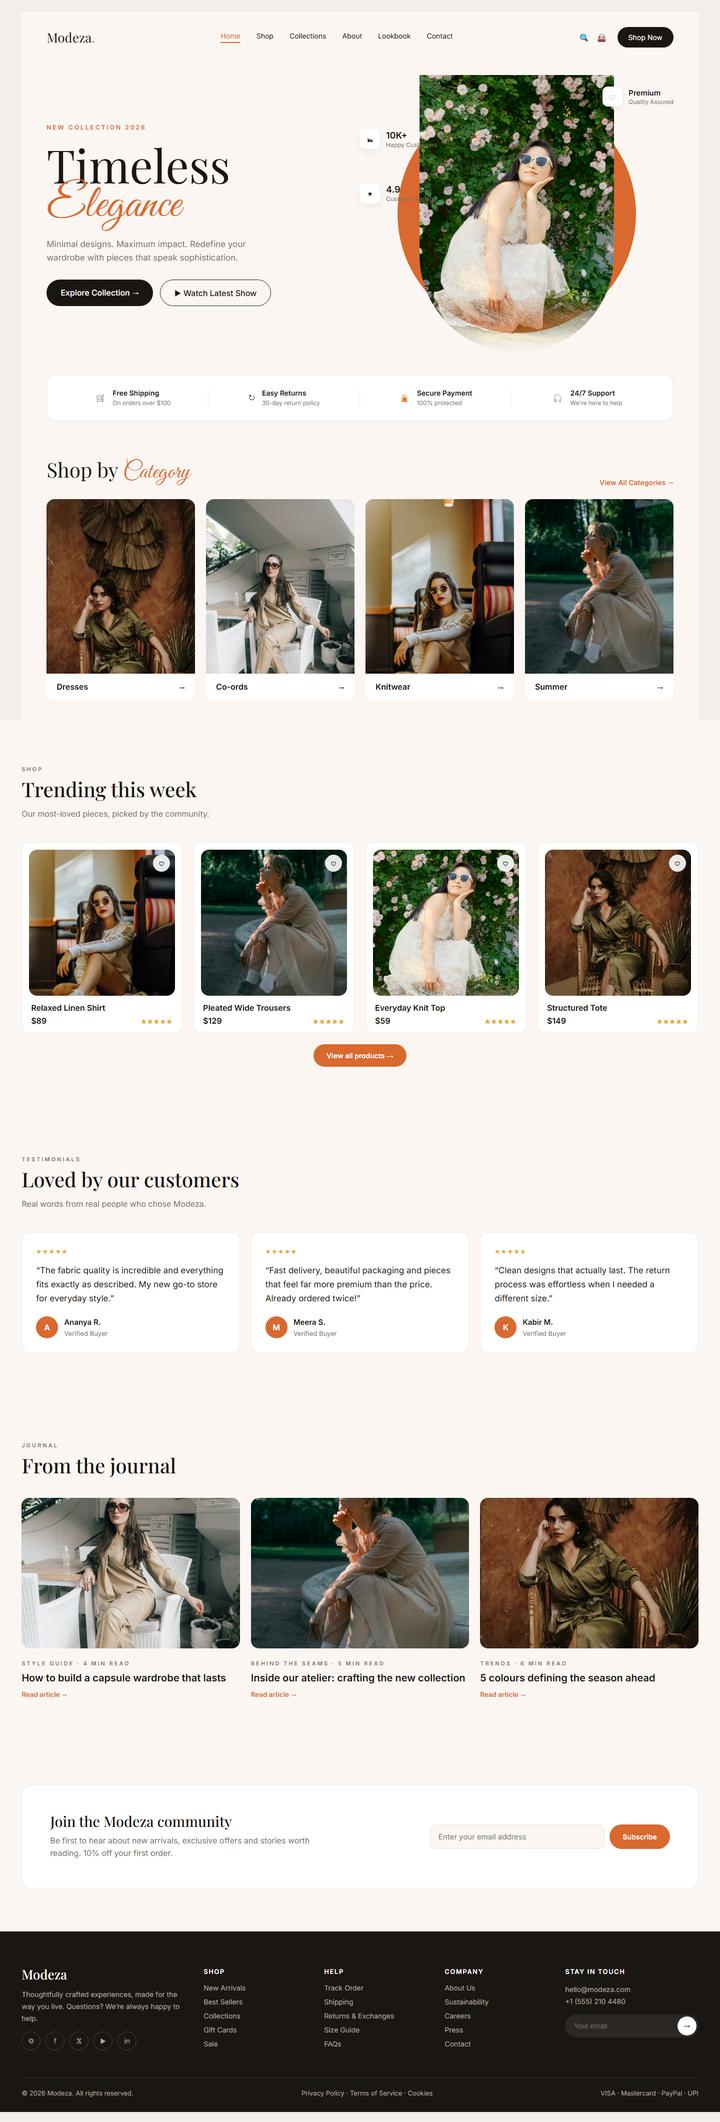 Modeza.
Home Shop Collections About Lookbook Contact
Shop Now
Premium
Quality Assured
NEW COLLECTION 2026
10K+
Happy
Timeless
Elegance
4.9
Minimal designs. Maximum impact. Redefine your
wardrobe with pieces that speak sophistication.
Explore Collection →
▶ Watch Latest Show
Free Shipping
On orders over $100
Easy Returns
30-day return policy
Secure Payment
100% protected
24/7 Support
We're here to help
Shop by Category
View All Categories →
Dresses →
Co-ords →
Knitwear →
Summer →
SHOP
Trending this week
Our most-loved pieces, picked by the community.
Relaxed Linen Shirt
$89 ★★★★★
Pleated Wide Trousers
$129 ★★★★★
Everyday Knit Top
$59 ★★★★★
Structured Tote
$149 ★★★★★
View all products →
TESTIMONIALS
Loved by our customers
Real words from real people who chose Modeza.
★★★★★
“The fabric quality is incredible and everything
fits exactly as described. My new go-to store
for everyday style.”
A
Ananya R.
Verified Buyer
★★★★★
“Fast delivery, beautiful packaging and pieces
that feel far more premium than the price.
Already ordered twice!”
M
Meera S.
Verified Buyer
★★★★★
“Clean designs that actually last. The return
process was effortless when I needed a
different size.”
K
Kabir M.
Verified Buyer
JOURNAL
From the journal
STYLE GUIDE · 4 MIN READ
How to build a capsule wardrobe that lasts
Read article →
BEHIND THE SEAMS · 5 MIN READ
Inside our atelier: crafting the new collection
Read article →
TRENDS · 6 MIN READ
5 colours defining the season ahead
Read article →
Join the Modeza community
Be first to hear about new arrivals, exclusive offers and stories worth
reading. 10% off your first order.
Enter your email address
Subscribe
Modeza
Thoughtfully crafted experiences, made for the
way you live. Questions? We're always happy to
help.
f 𝕏 ▶ in
SHOP
New Arrivals
Best Sellers
Collections
Gift Cards
Sale
HELP
Track Order
Shipping
Returns & Exchanges
Size Guide
FAQs
COMPANY
About Us
Sustainability
Careers
Press
Contact
STAY IN TOUCH
hello@modeza.com
+1 (555) 210 4480
Your email →
© 2026 Modeza. All rights reserved.
Privacy Policy · Terms of Service · Cookies
VISA · Mastercard · PayPal · UPI